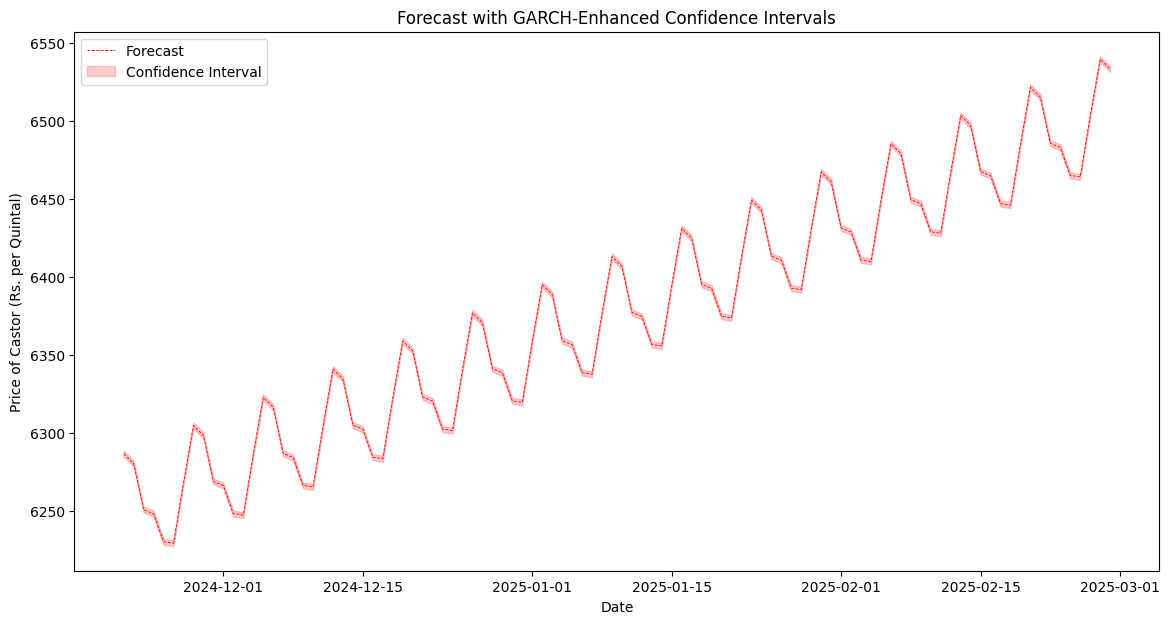 Forecast with GARCH-Enhanced Confidence Intervals
Forecast
Confidence Interval
Price of Castor (Rs. per Quintal)
6550
6500
6450
6400
6350
6300
6250
2024-12-01
2024-12-15
2025-01-01
2025-01-15
2025-02-01
2025-02-15
2025-03-01
Date